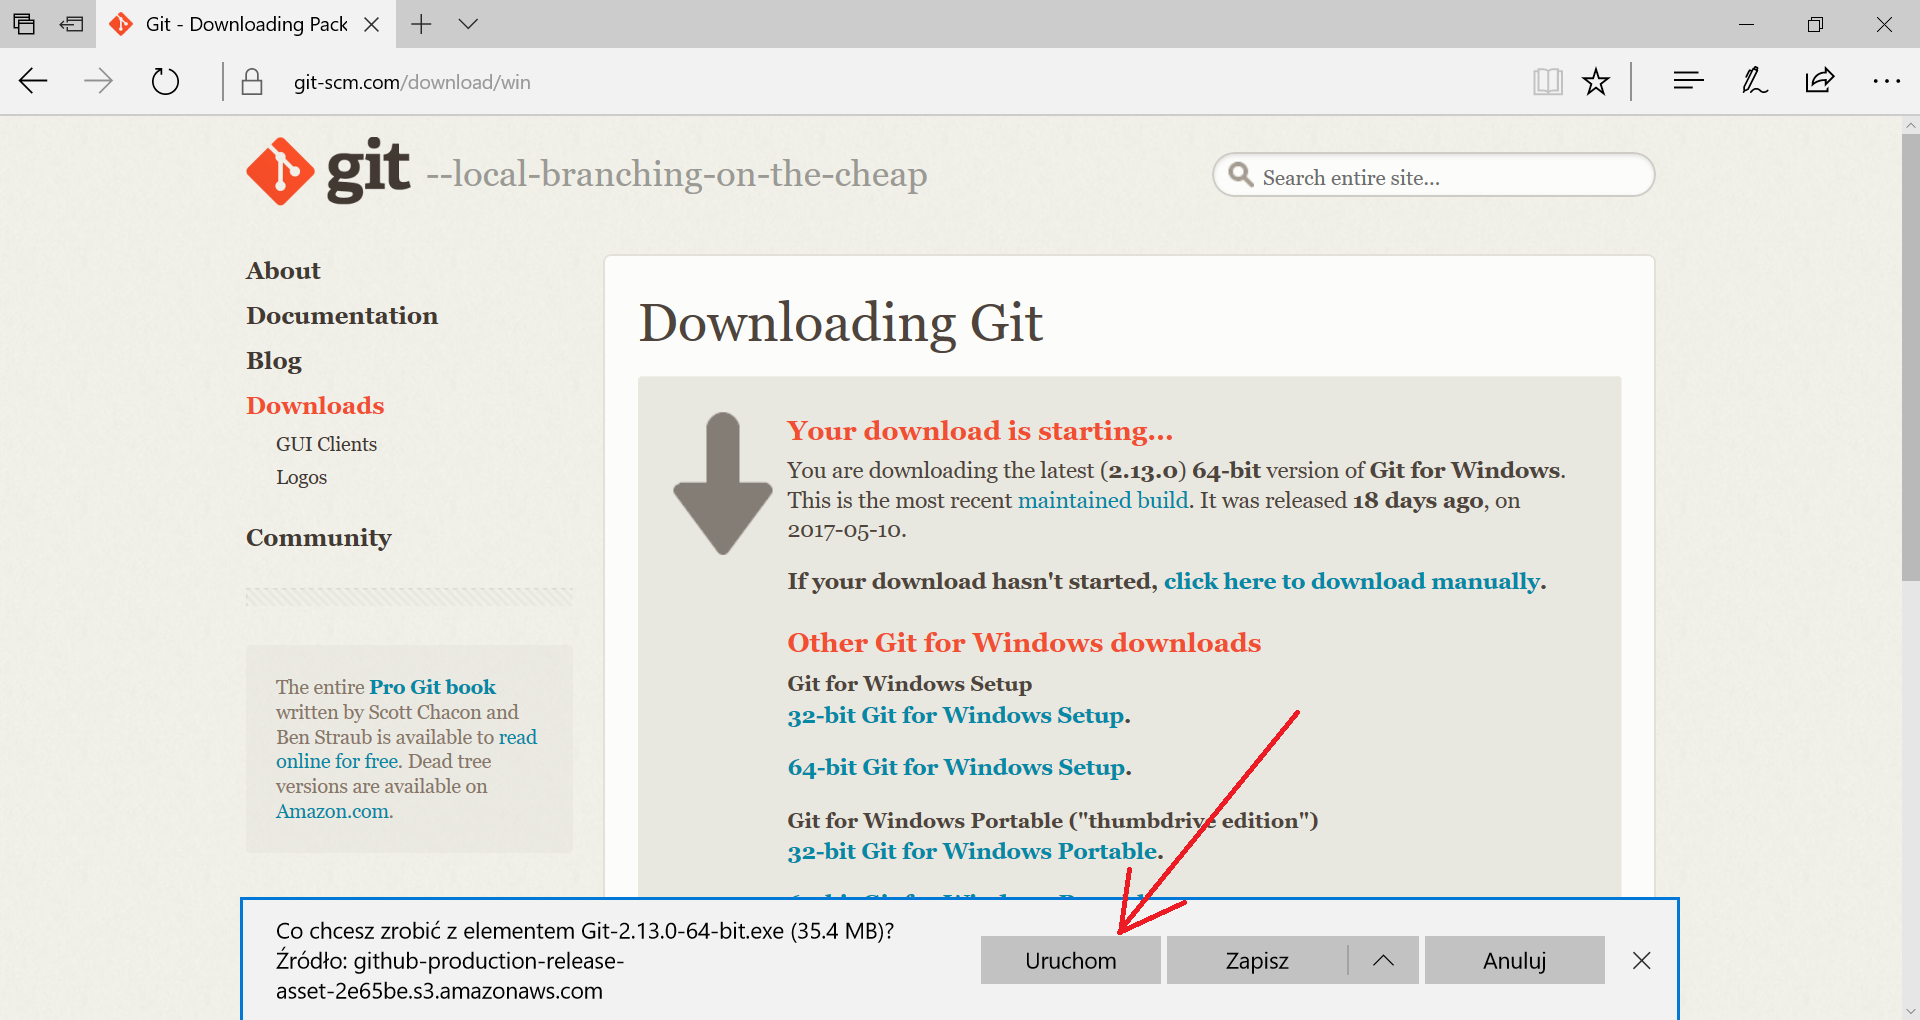 Git - Downloading Pack
git-scm.com/download/win
git --local-branching-on-the-cheap
Search entire site...
About
Documentation
Blog
Downloads
GUI Clients
Logos
Community
The entire Pro Git book
written by Scott Chacon and
Ben Straub is available to read
online for free. Dead tree
versions are available on
Amazon.com.
Downloading Git
Your download is starting...
You are downloading the latest (2.13.0) 64-bit version of Git for Windows.
This is the most recent maintained build. It was released 18 days ago, on
2017-05-10.
If your download hasn't started, click here to download manually.
Other Git for Windows downloads
Git for Windows Setup
32-bit Git for Windows Setup.
64-bit Git for Windows Setup.
Git for Windows Portable ("thumbdrive edition")
32-bit Git for Windows Portable.
Co chcesz zrobić z elementem Git-2.13.0-64-bit.exe (35.4 MB)?
Źródło: github-production-release-
asset-2e65be.s3.amazonaws.com
Uruchom
Zapisz
Anuluj